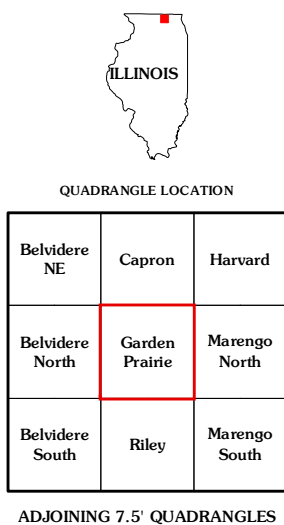 ILLINOIS
QUADRANGLE LOCATION
Belvidere
NE
Capron
Harvard
Belvidere
North
Garden
Prairie
Marengo
North
Belvidere
South
Riley
Marengo
South
ADJOINING 7.5' QUADRANGLES